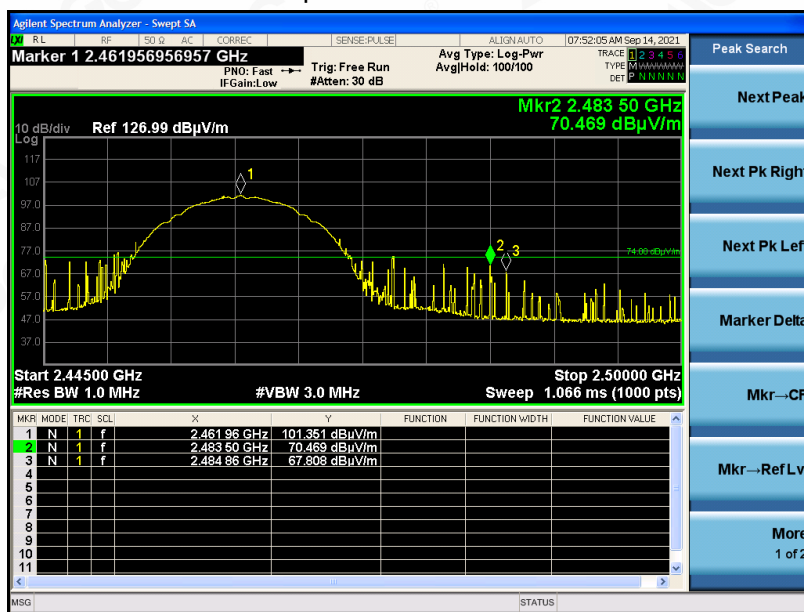 Agilent Spectrum Analyzer - Swept SA
LXI RL RF 50 Ω AC CORREC SENSE:PULSE ALIGN AUTO 07:52:05 AM Sep 14, 2021
Marker 1 2.461956956957 GHz
PNO: Fast
IFGain:Low
Trig: Free Run
#Atten: 30 dB
Avg Type: Log-Pwr
Avg|Hold: 100/100
TRACE 1 2 3 4 5 6
TYPE M WWWWW
DET P N N N N N
Mkr2 2.483 50 GHz
70.469 dBµV/m
10 dB/div Ref 126.99 dBµV/m
Log
117
107
97.0
87.0
77.0
67.0
57.0
47.0
37.0
1
2
3
74.00 dBµV/m
Start 2.44500 GHz
Stop 2.50000 GHz
#Res BW 1.0 MHz
#VBW 3.0 MHz
Sweep 1.066 ms (1000 pts)
MKR MODE TRC SCL X Y FUNCTION FUNCTION WIDTH FUNCTION VALUE
1 N 1 f 2.461 96 GHz 101.351 dBµV/m
2 N 1 f 2.483 50 GHz 70.469 dBµV/m
3 N 1 f 2.484 86 GHz 67.808 dBµV/m
4
5
6
7
8
9
10
11
MSG
STATUS
Peak Search
Next Peak
Next Pk Right
Next Pk Left
Marker Delta
Mkr→CF
Mkr→Ref Lv
More
1 of 2